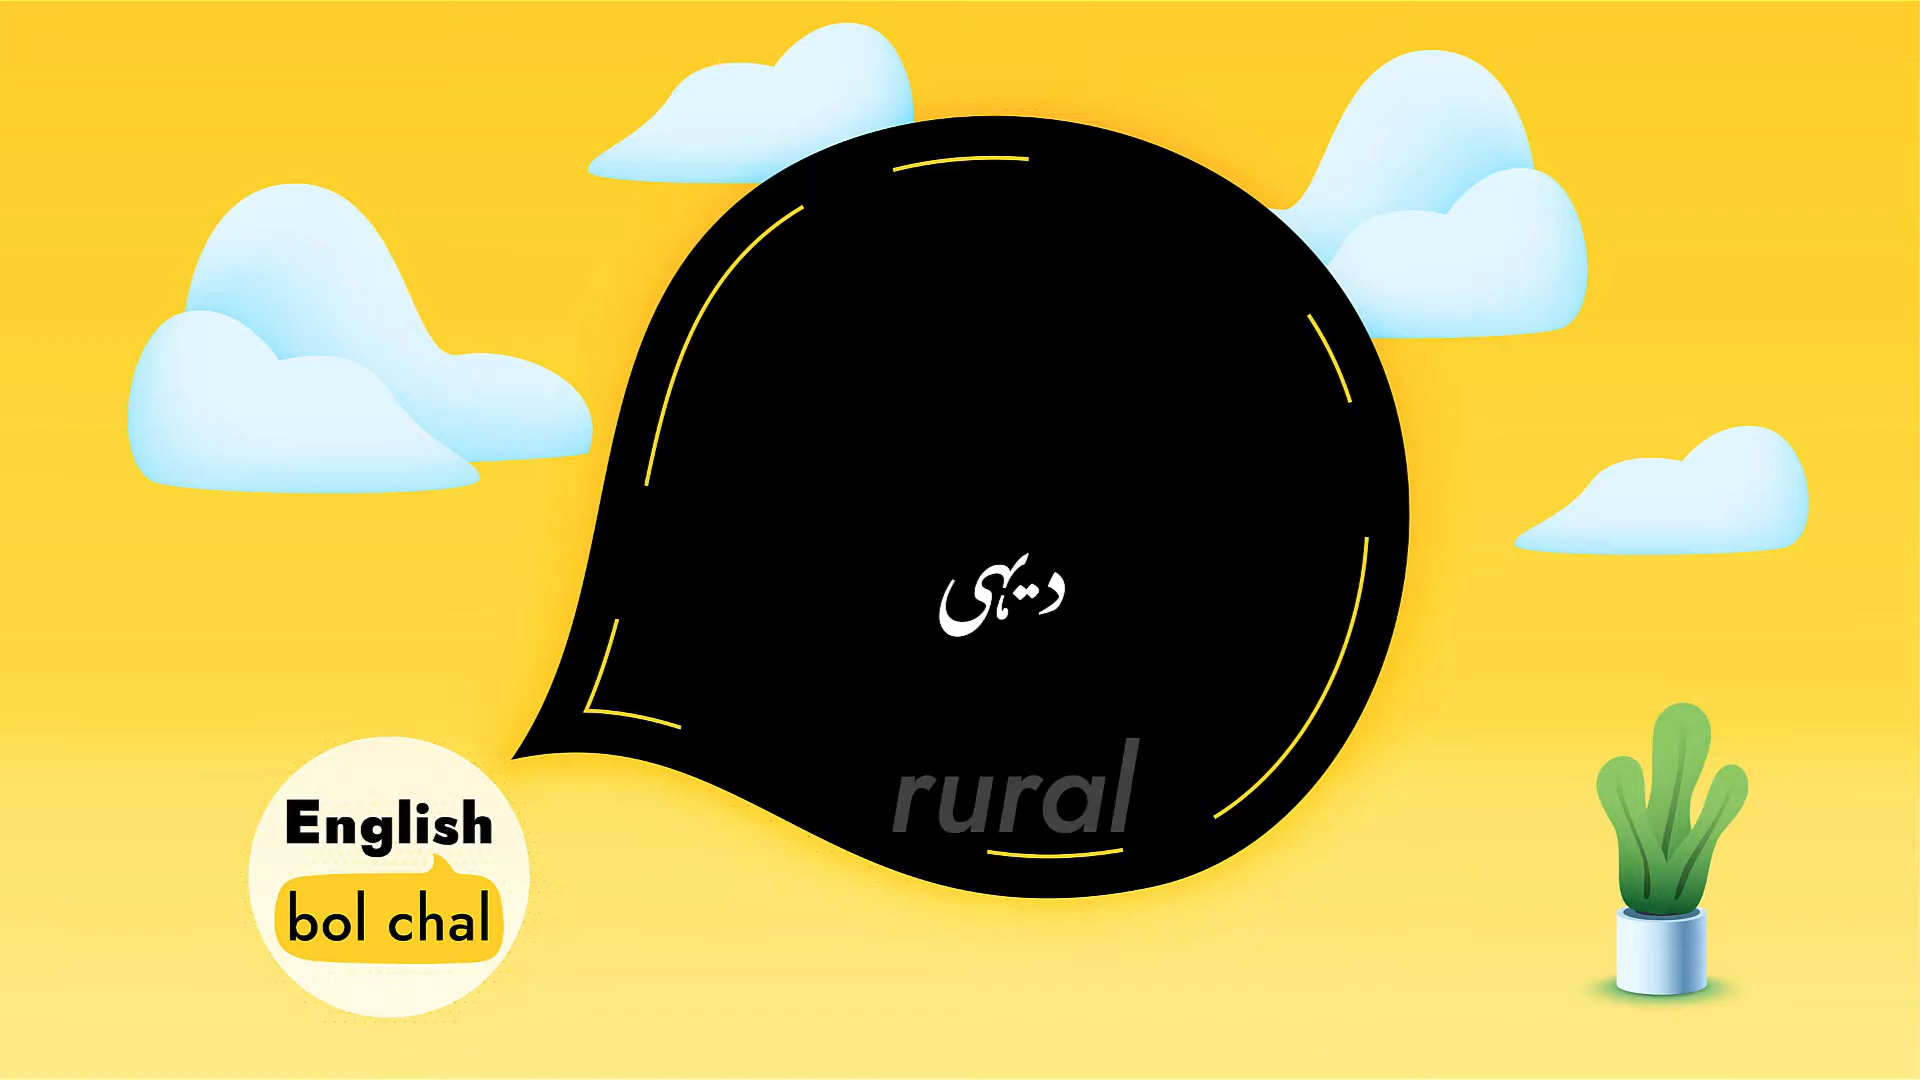 دیہی
rural
English
bol chal